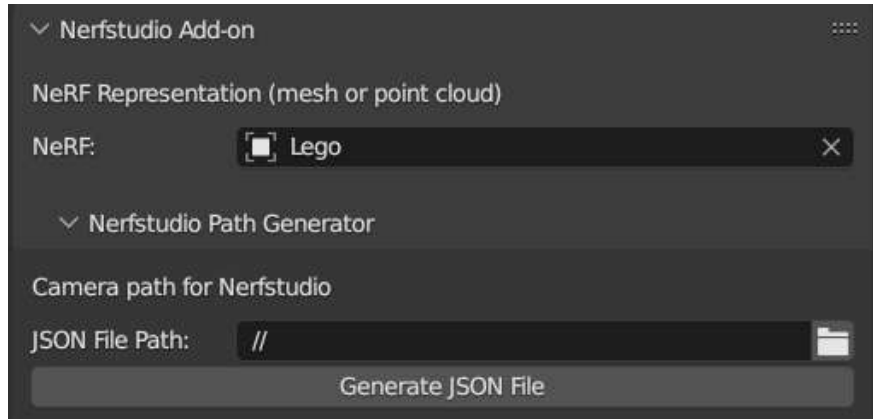 Nerfstudio Add-on
NeRF Representation (mesh or point cloud)
NeRF: Lego
Nerfstudio Path Generator
Camera path for Nerfstudio
JSON File Path: //
Generate JSON File